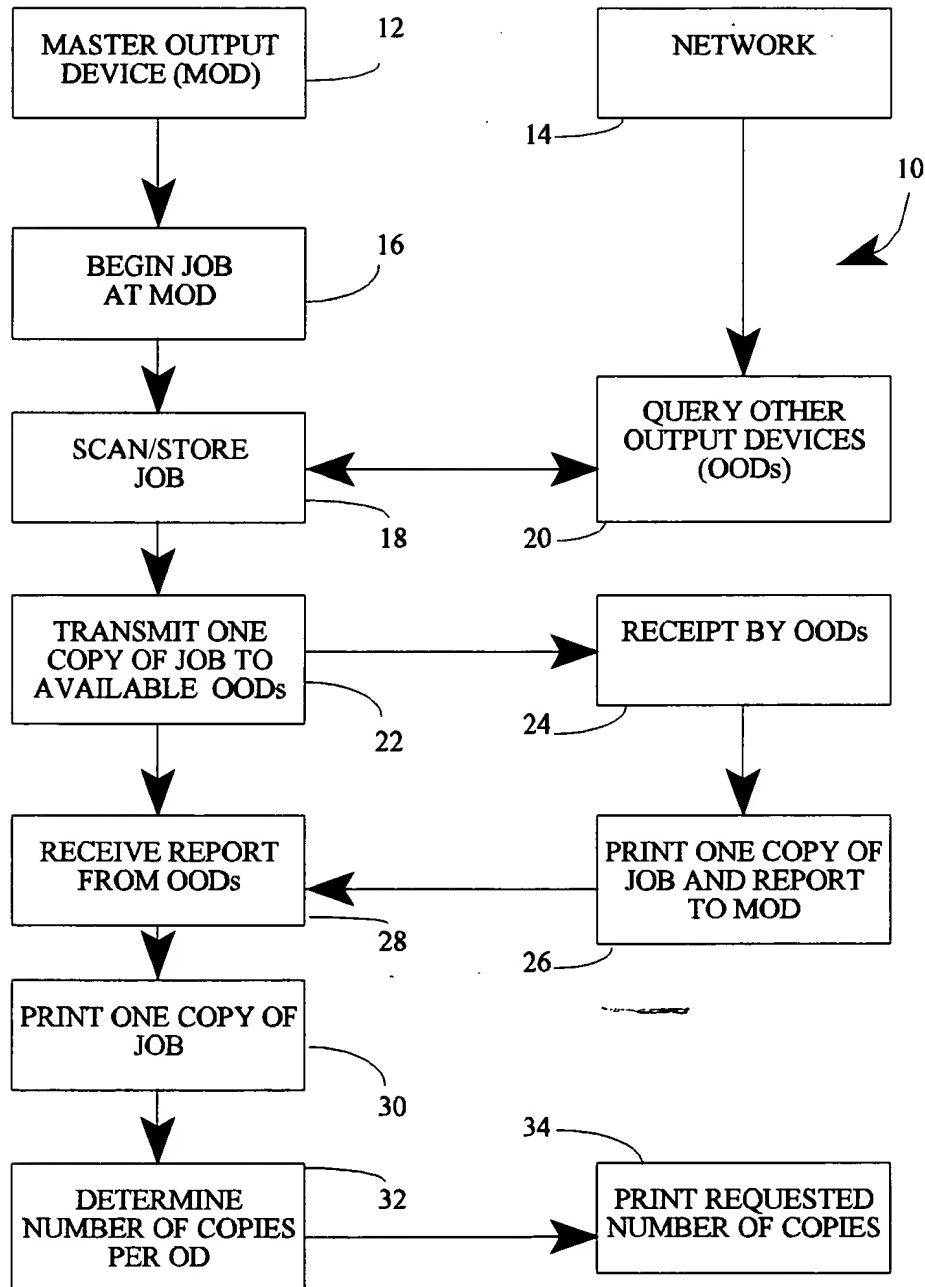 MASTER OUTPUT
DEVICE (MOD)
12
NETWORK
14
10
BEGIN JOB
AT MOD
16
SCAN/STORE
JOB
18
QUERY OTHER
OUTPUT DEVICES
(OODs)
20
TRANSMIT ONE
COPY OF JOB TO
AVAILABLE OODs
22
RECEIPT BY OODs
24
RECEIVE REPORT
FROM OODs
28
PRINT ONE COPY OF
JOB AND REPORT
TO MOD
26
PRINT ONE COPY OF
JOB
30
DETERMINE
NUMBER OF COPIES
PER OD
32
34
PRINT REQUESTED
NUMBER OF COPIES